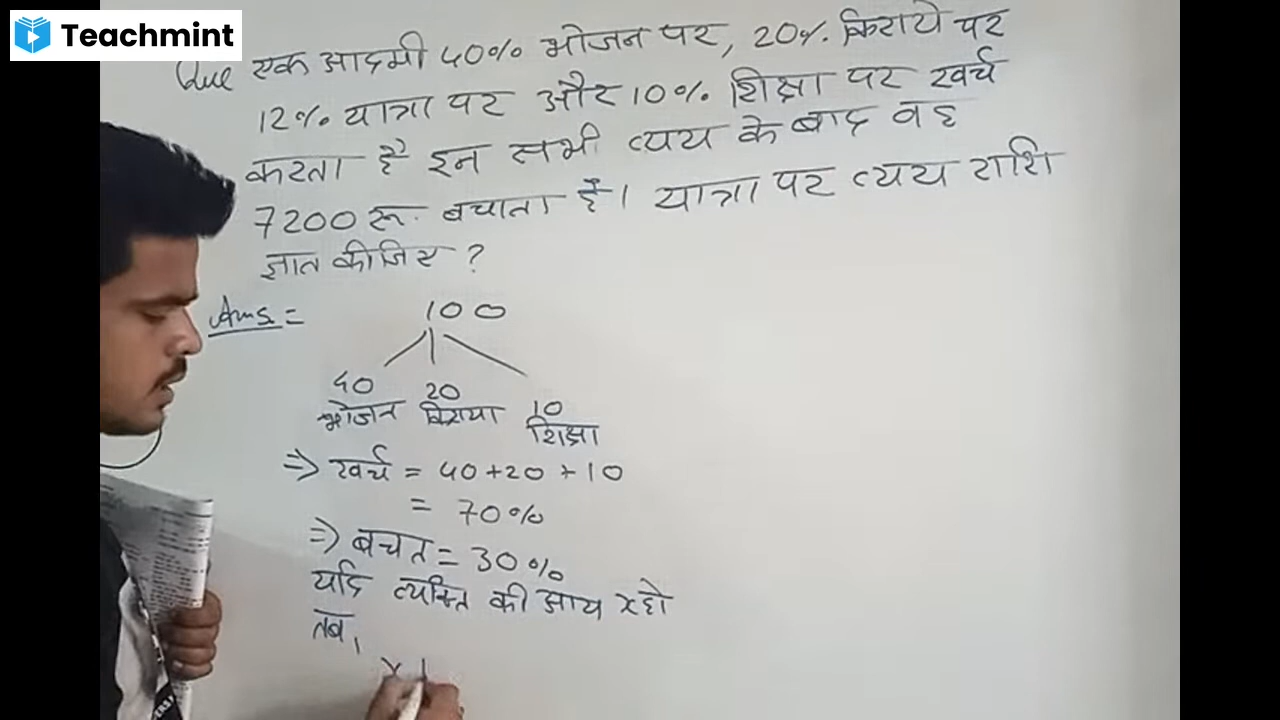 Teachmint
Que एक आदमी 40% भोजन पर, 20% किराये पर
12% यात्रा पर और 10% शिक्षा पर खर्च
करता है इन सभी व्यय के बाद वह
7200 रू. बचाता है। यात्रा पर व्यय राशि
ज्ञात कीजिए ?
Ans =
100
40 20 10
भोजन किराया शिक्षा
⇒ खर्च = 40+20+10
= 70%
⇒ बचत = 30%
यदि व्यक्ति की आय x हो
तब,